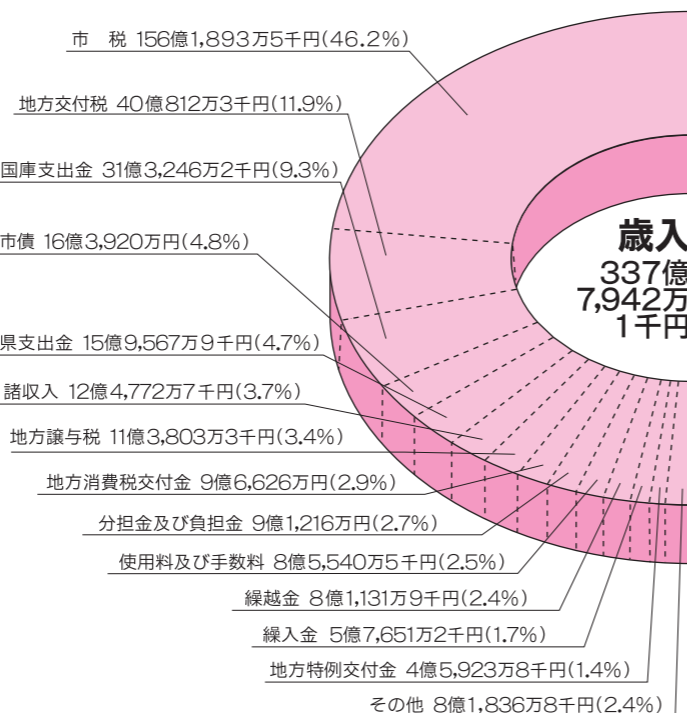 市　税 156億1,893万5千円(46.2%)
地方交付税 40億812万3千円(11.9%)
国庫支出金 31億3,246万2千円(9.3%)
市債 16億3,920万円(4.8%)
県支出金 15億9,567万9千円(4.7%)
諸収入 12億4,772万7千円(3.7%)
地方譲与税 11億3,803万3千円(3.4%)
地方消費税交付金 9億6,626万円(2.9%)
分担金及び負担金 9億1,216万円(2.7%)
使用料及び手数料 8億5,540万5千円(2.5%)
繰越金 8億1,131万9千円(2.4%)
繰入金 5億7,651万2千円(1.7%)
地方特例交付金 4億5,923万8千円(1.4%)
その他 8億1,836万8千円(2.4%)
歳入
337億
7,942万
1千円